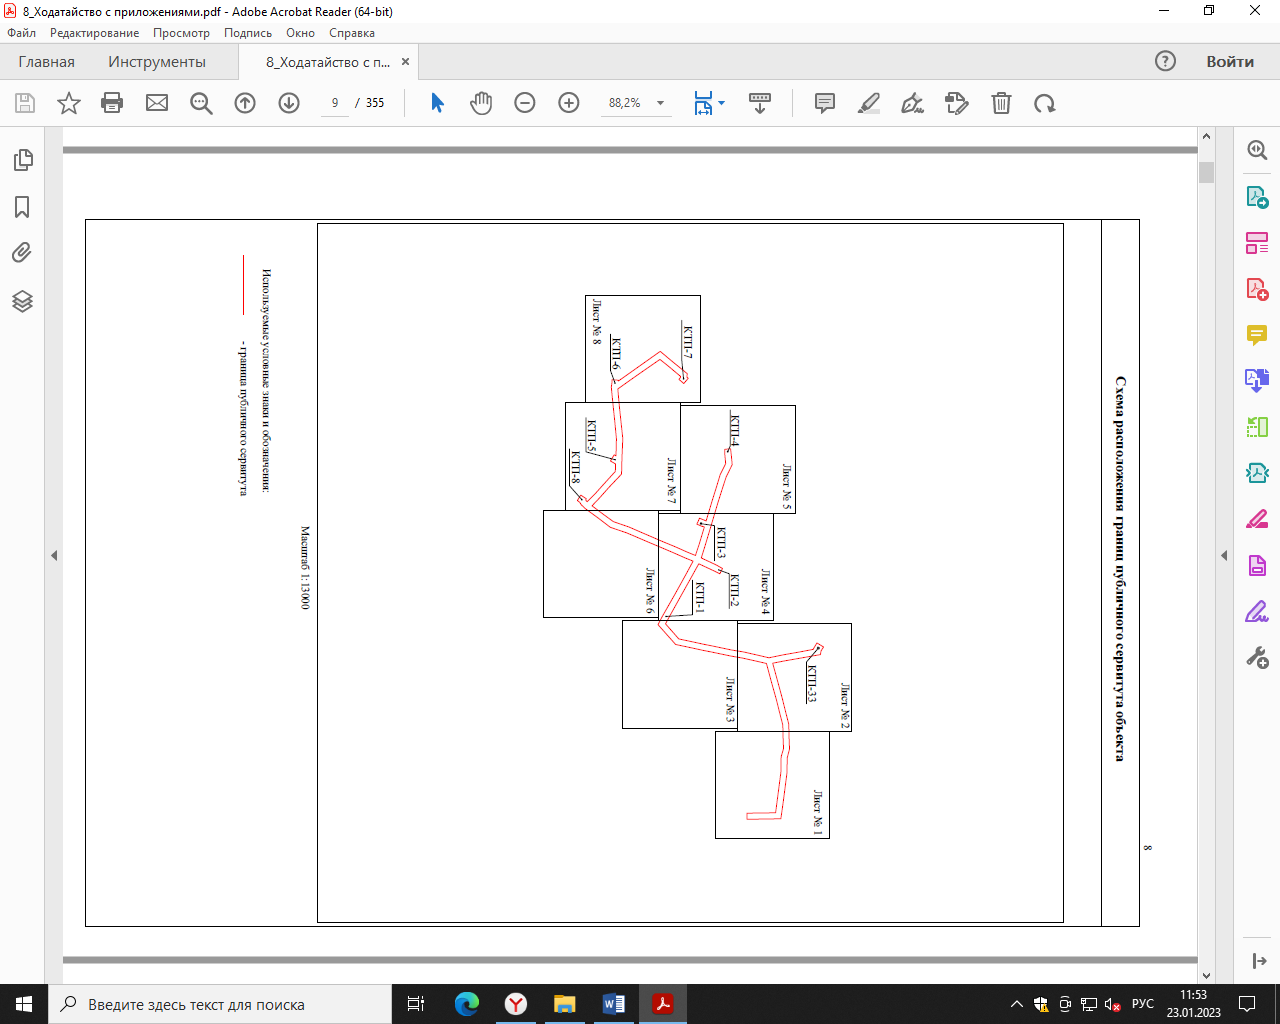 8_Ходатайство с приложениями.pdf - Adobe Acrobat Reader (64-bit)
Файл Редактирование Просмотр Подпись Окно Справка
Главная Инструменты 8_Ходатайство с п... × Войти
9 / 355 88,2%
8
Схема расположения границ публичного сервитута объекта
Лист № 8
КТП-7
КТП-6
КТП-5
КТП-8
Лист № 7
КТП-4
Лист № 5
КТП-3
КТП-2
КТП-1
Лист № 4
Лист № 6
КТП-33
Лист № 2
Лист № 3
Лист № 1
Масштаб 1:13000
Используемые условные знаки и обозначения:
- граница публичного сервитута
Введите здесь текст для поиска
РУС
11:53
23.01.2023